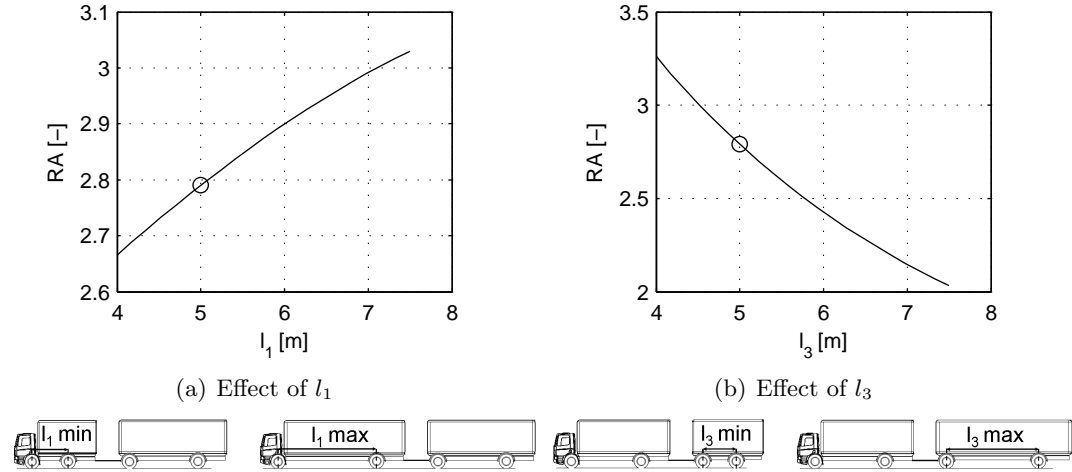 3.1
3
2.9
2.8
2.7
2.6
RA [–]
4 5 6 7 8
l1 [m]
(a) Effect of l1
3.5
3
2.5
2
RA [–]
4 5 6 7 8
l3 [m]
(b) Effect of l3
l1 min
l1 max
l3 min
l3 max